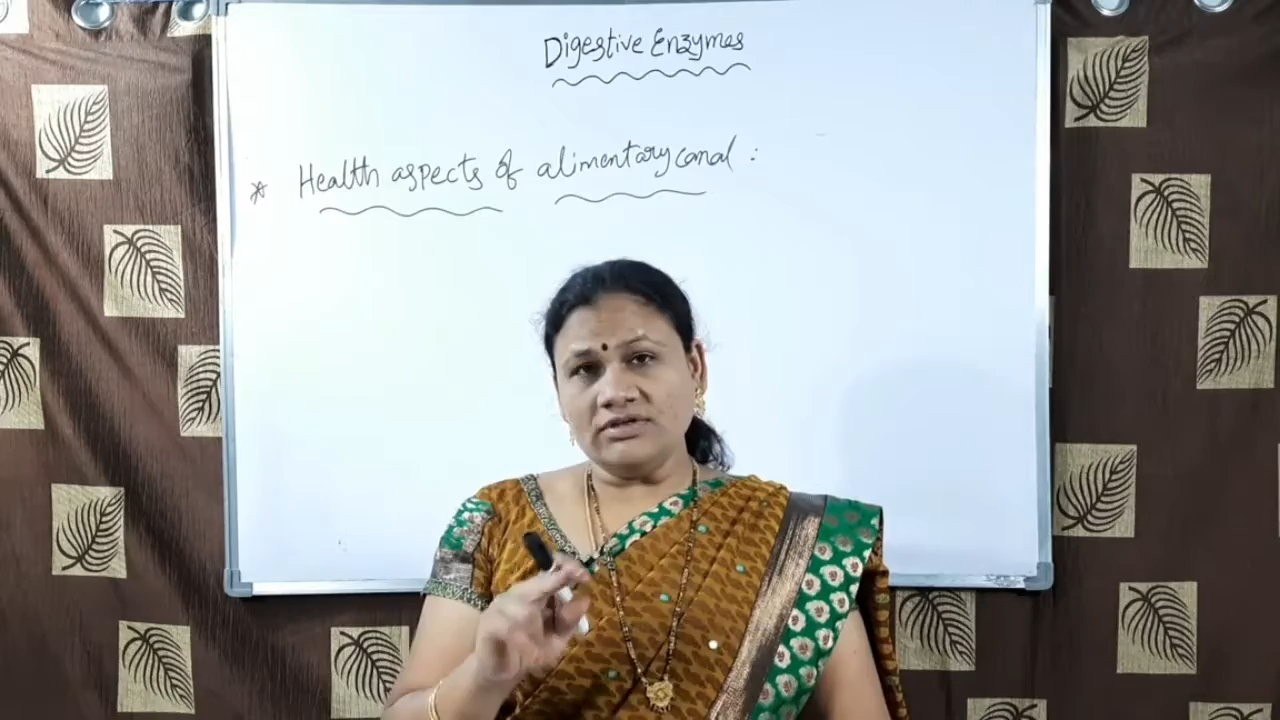 Digestive Enzymes
* Health aspects of alimentary canal :